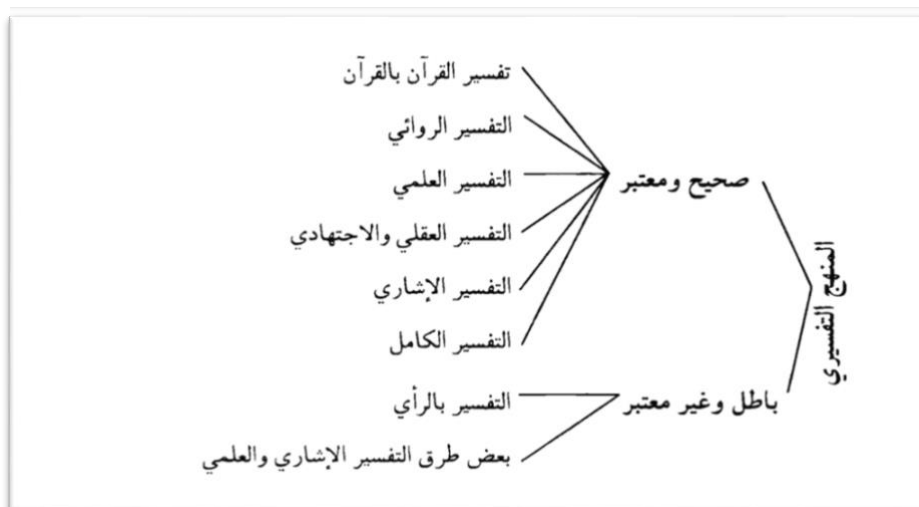 المنهج التفسيري
صحيح ومعتبر
تفسير القرآن بالقرآن
التفسير الروائي
التفسير العلمي
التفسير العقلي والاجتهادي
التفسير الإشاري
التفسير الكامل
باطل وغير معتبر
التفسير بالرأي
بعض طرق التفسير الإشاري والعلمي